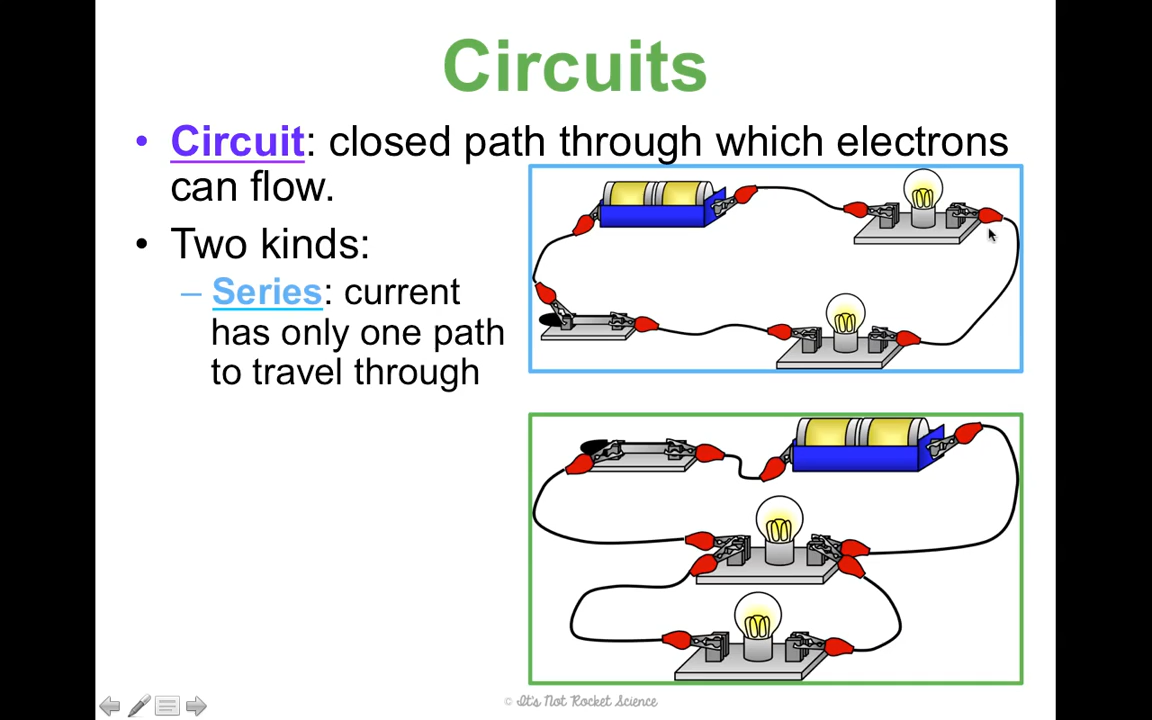 Circuits
• Circuit: closed path through which electrons
can flow.
• Two kinds:
– Series: current
has only one path
to travel through
© It's Not Rocket Science